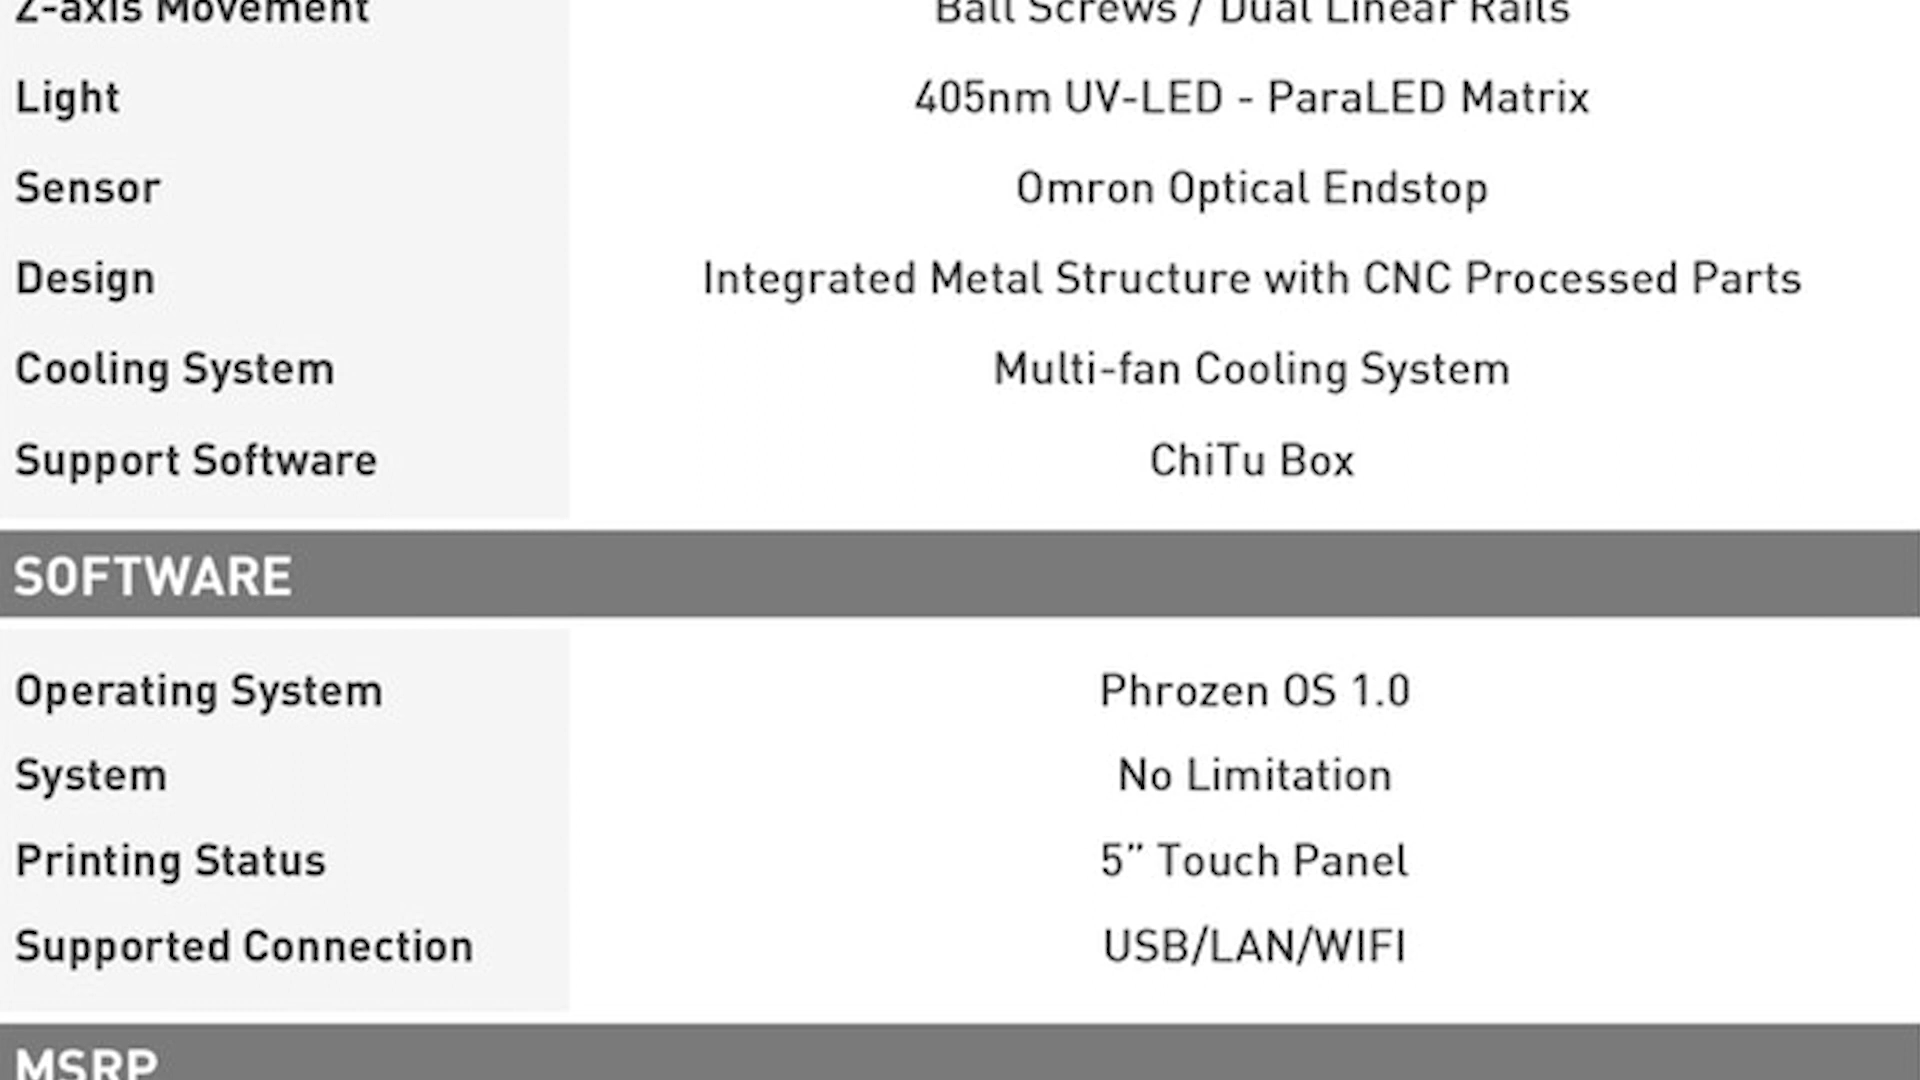 Z-axis Movement Ball Screws / Dual Linear Rails
Light 405nm UV-LED - ParaLED Matrix
Sensor Omron Optical Endstop
Design Integrated Metal Structure with CNC Processed Parts
Cooling System Multi-fan Cooling System
Support Software ChiTu Box
SOFTWARE
Operating System Phrozen OS 1.0
System No Limitation
Printing Status 5” Touch Panel
Supported Connection USB/LAN/WIFI
MSRP